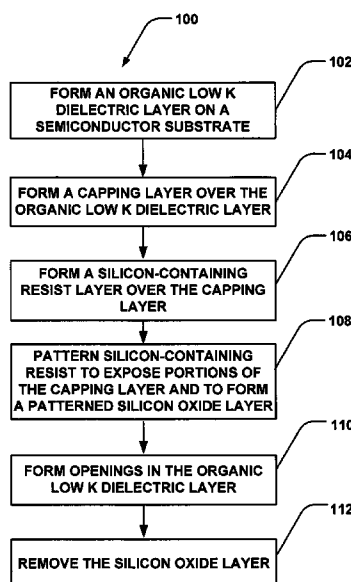 100
102
FORM AN ORGANIC LOW K
DIELECTRIC LAYER ON A
SEMICONDUCTOR SUBSTRATE
104
FORM A CAPPING LAYER OVER THE
ORGANIC LOW K DIELECTRIC LAYER
106
FORM A SILICON-CONTAINING
RESIST LAYER OVER THE CAPPING
LAYER
108
PATTERN SILICON-CONTAINING
RESIST TO EXPOSE PORTIONS OF
THE CAPPING LAYER AND TO FORM
A PATTERNED SILICON OXIDE LAYER
110
FORM OPENINGS IN THE ORGANIC
LOW K DIELECTRIC LAYER
112
REMOVE THE SILICON OXIDE LAYER